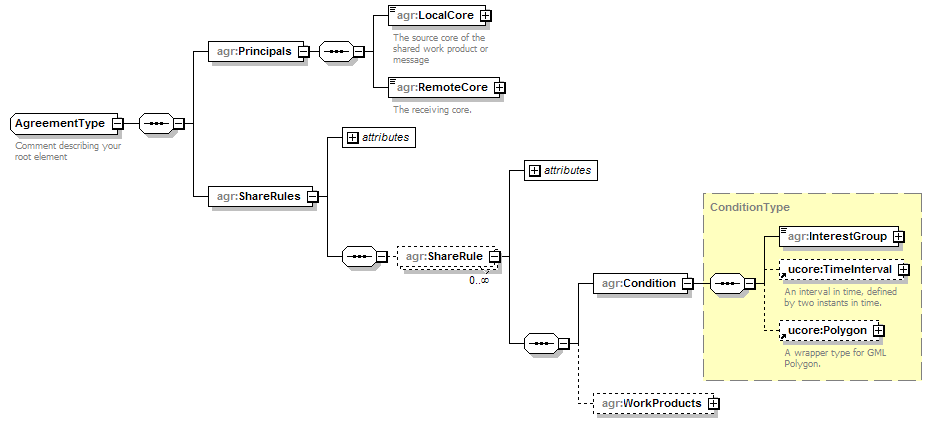 agr:LocalCore
The source core of the
shared work product or
message
agr:Principals
agr:RemoteCore
The receiving core.
AgreementType
Comment describing your
root element
attributes
attributes
agr:ShareRules
ConditionType
agr:InterestGroup
agr:ShareRule
0..∞
ucore:TimeInterval
An interval in time, defined
by two instants in time.
agr:Condition
ucore:Polygon
A wrapper type for GML
Polygon.
agr:WorkProducts